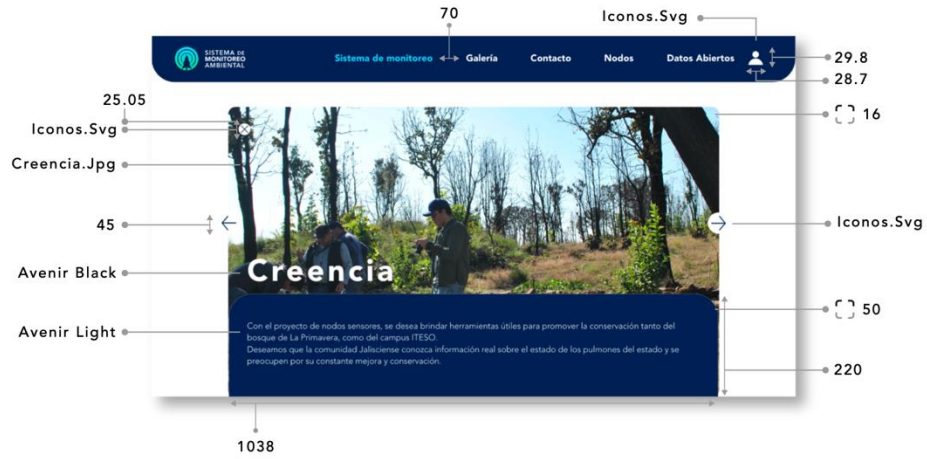 70
Iconos.Svg
SISTEMA DE
MONITOREO
AMBIENTAL
Sistema de monitoreo
Galería
Contacto
Nodos
Datos Abiertos
29.8
28.7
25.05
Iconos.Svg
16
Creencia.Jpg
45
Iconos.Svg
Avenir Black
Creencia
50
Avenir Light
Con el proyecto de nodos sensores, se desea brindar herramientas útiles para promover la conservación tanto del
bosque de La Primavera, como del campus ITESO.
Deseamos que la comunidad Jalisciense conozca información real sobre el estado de los pulmones del estado y se
preocupen por su constante mejora y conservación.
220
1038